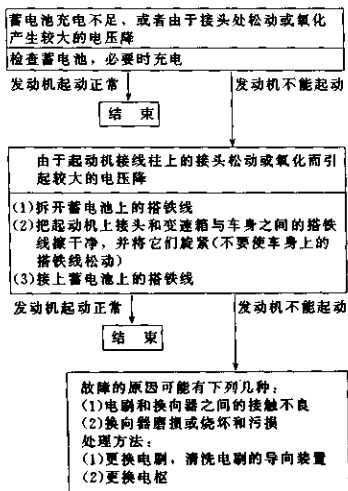 蓄电池充电不足，或者由于接头处松动或氧化
产生较大的电压降
检查蓄电池，必要时充电
发动机起动正常
发动机不能起动
结 束
由于起动机接线柱上的接头松动或氧化而引
起较大的电压降
(1)拆开蓄电池上的搭铁线
(2)把起动机上接头和变速箱与车身之间的搭铁
线擦干净，并将它们旋紧(不要使车身上的
搭铁线松动)
(3)接上蓄电池上的搭铁线
发动机起动正常
发动机不能起动
结 束
故障的原因可能有下列几种：
(1)电刷和换向器之间的接触不良
(2)换向器磨损或烧坏和污损
处理方法：
(1)更换电刷，清洗电刷的导向装置
(2)更换电枢